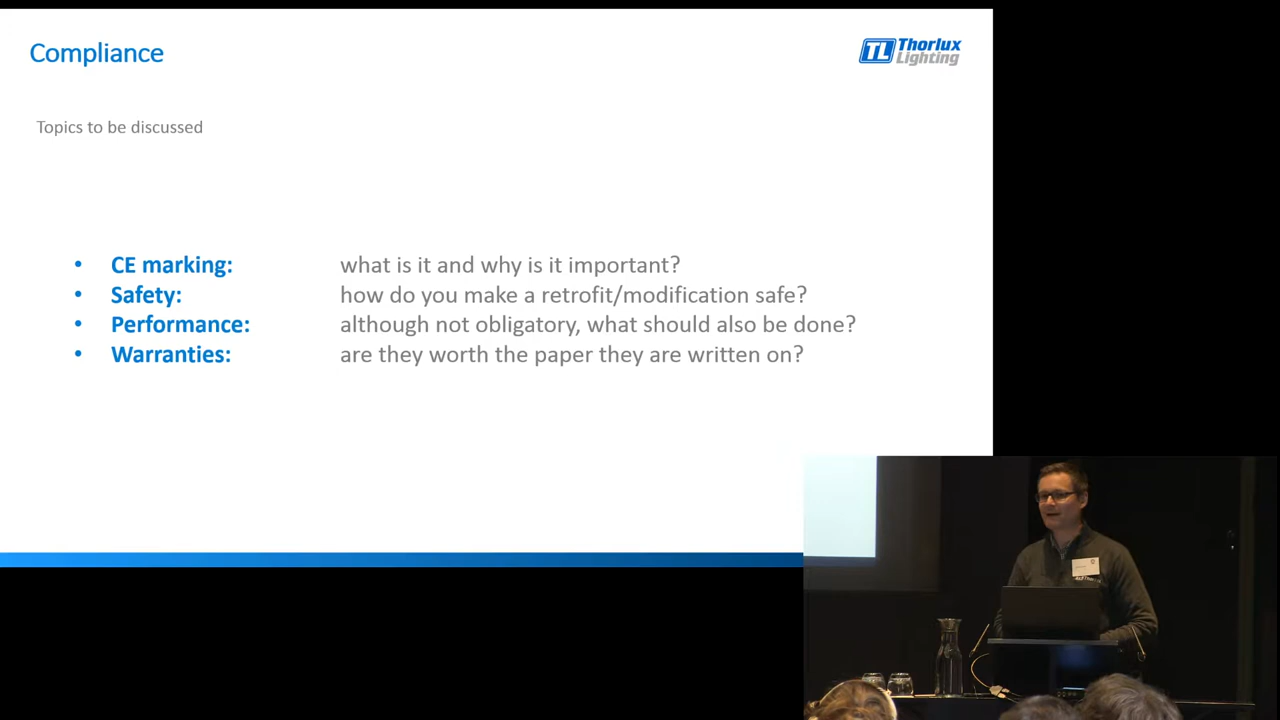 Compliance
TL Thorlux
Lighting
Topics to be discussed
• CE marking: what is it and why is it important?
• Safety: how do you make a retrofit/modification safe?
• Performance: although not obligatory, what should also be done?
• Warranties: are they worth the paper they are written on?